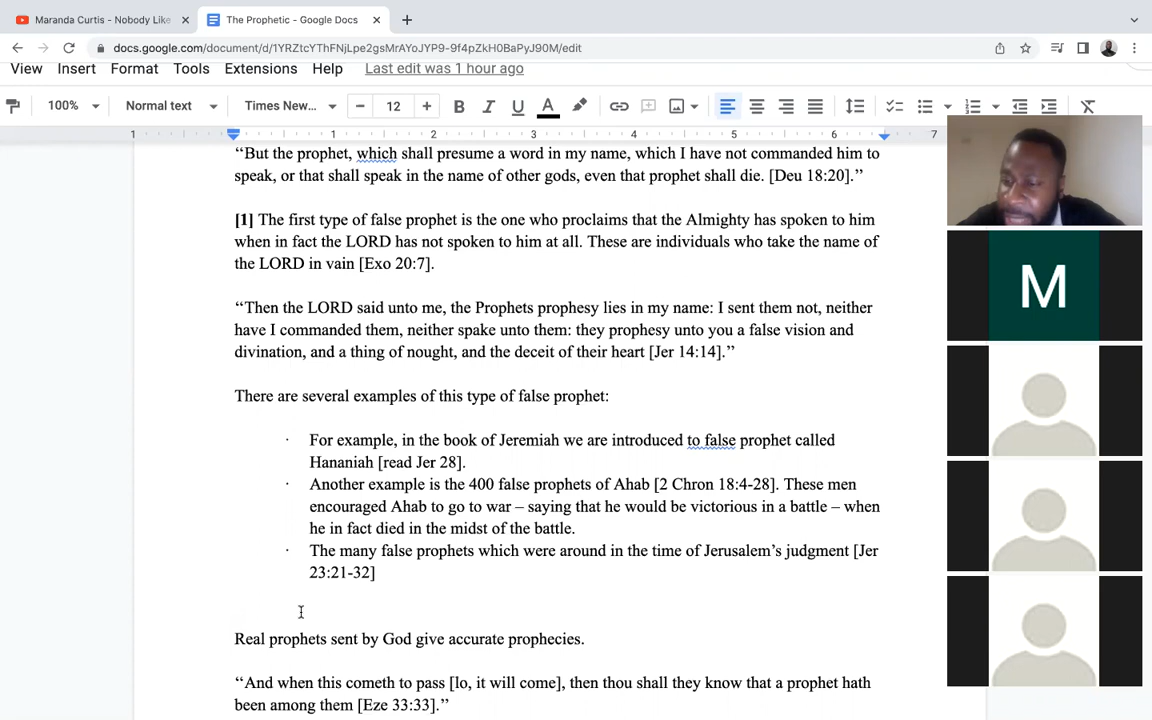 Maranda Curtis - Nobody Like
The Prophetic - Google Docs
docs.google.com/document/d/1YRZtcYThFNjLpe2gsMrAYoJYP9-9f4pZkH0BaPyJ90M/edit
View Insert Format Tools Extensions Help Last edit was 1 hour ago
100% Normal text Times New... 12 B I U A
1 1 2 3 4 5 6 7
“But the prophet, which shall presume a word in my name, which I have not commanded him to
speak, or that shall speak in the name of other gods, even that prophet shall die. [Deu 18:20].”
[1] The first type of false prophet is the one who proclaims that the Almighty has spoken to him
when in fact the LORD has not spoken to him at all. These are individuals who take the name of
the LORD in vain [Exo 20:7].
“Then the LORD said unto me, the Prophets prophesy lies in my name: I sent them not, neither
have I commanded them, neither spake unto them: they prophesy unto you a false vision and
divination, and a thing of nought, and the deceit of their heart [Jer 14:14].”
There are several examples of this type of false prophet:
· For example, in the book of Jeremiah we are introduced to false prophet called
Hananiah [read Jer 28].
· Another example is the 400 false prophets of Ahab [2 Chron 18:4-28]. These men
encouraged Ahab to go to war – saying that he would be victorious in a battle – when
he in fact died in the midst of the battle.
· The many false prophets which were around in the time of Jerusalem’s judgment [Jer
23:21-32]
Real prophets sent by God give accurate prophecies.
“And when this cometh to pass [lo, it will come], then thou shall they know that a prophet hath
been among them [Eze 33:33].”
M